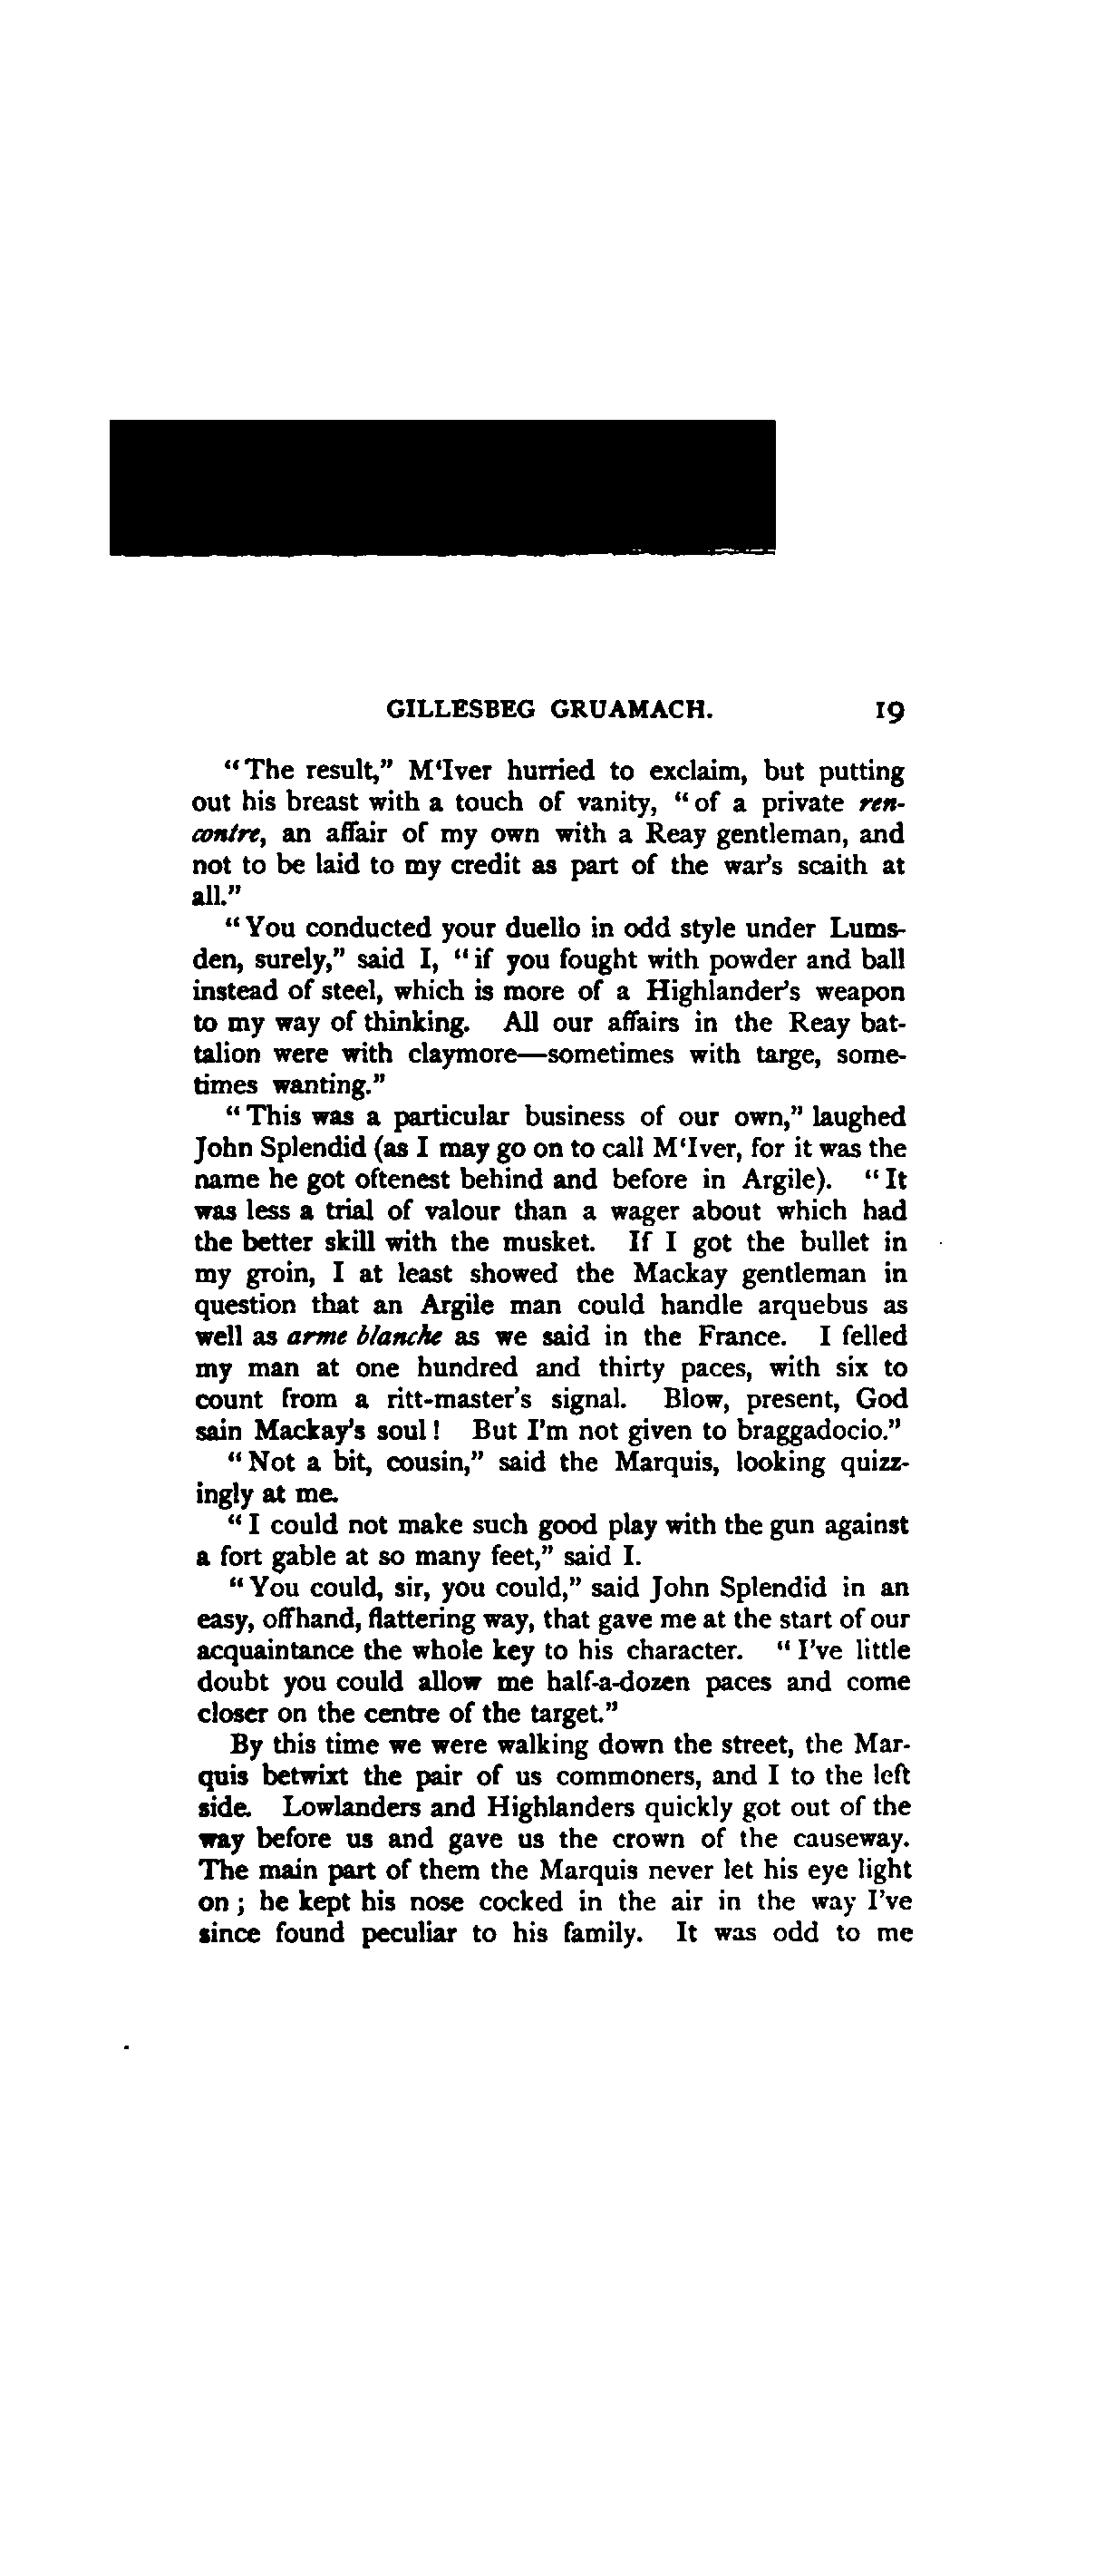 GILLESBEG GRUAMACH. 19
"The result," M'Iver hurried to exclaim, but putting
out his breast with a touch of vanity, "of a private ren-
contre, an affair of my own with a Reay gentleman, and
not to be laid to my credit as part of the war's scaith at
all."
"You conducted your duello in odd style under Lums-
den, surely," said I, "if you fought with powder and ball
instead of steel, which is more of a Highlander's weapon
to my way of thinking. All our affairs in the Reay bat-
talion were with claymore—sometimes with targe, some-
times wanting."
"This was a particular business of our own," laughed
John Splendid (as I may go on to call M'Iver, for it was the
name he got oftenest behind and before in Argile). "It
was less a trial of valour than a wager about which had
the better skill with the musket. If I got the bullet in
my groin, I at least showed the Mackay gentleman in
question that an Argile man could handle arquebus as
well as arme blanche as we said in the France. I felled
my man at one hundred and thirty paces, with six to
count from a ritt-master's signal. Blow, present, God
sain Mackay's soul! But I'm not given to braggadocio."
"Not a bit, cousin," said the Marquis, looking quizz-
ingly at me.
"I could not make such good play with the gun against
a fort gable at so many feet," said I.
"You could, sir, you could," said John Splendid in an
easy, offhand, flattering way, that gave me at the start of our
acquaintance the whole key to his character. "I've little
doubt you could allow me half-a-dozen paces and come
closer on the centre of the target."
By this time we were walking down the street, the Mar-
quis betwixt the pair of us commoners, and I to the left
side. Lowlanders and Highlanders quickly got out of the
way before us and gave us the crown of the causeway.
The main part of them the Marquis never let his eye light
on; he kept his nose cocked in the air in the way I've
since found peculiar to his family. It was odd to me